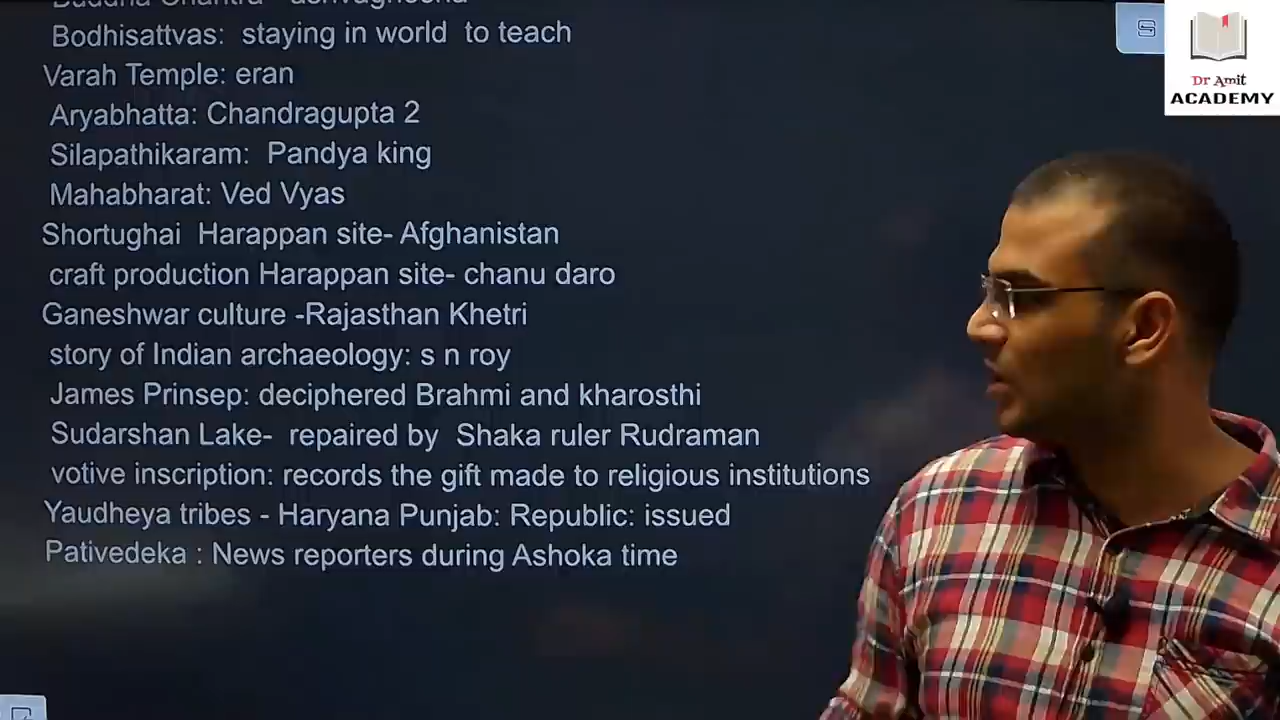 Buddha Charitra - ashvaghosha
Bodhisattvas: staying in world to teach
Varah Temple: eran
Aryabhatta: Chandragupta 2
Silapathikaram: Pandya king
Mahabharat: Ved Vyas
Shortughai Harappan site- Afghanistan
craft production Harappan site- chanu daro
Ganeshwar culture -Rajasthan Khetri
story of Indian archaeology: s n roy
James Prinsep: deciphered Brahmi and kharosthi
Sudarshan Lake- repaired by Shaka ruler Rudraman
votive inscription: records the gift made to religious institutions
Yaudheya tribes - Haryana Punjab: Republic: issued
Pativedeka : News reporters during Ashoka time
Dr Amit
ACADEMY